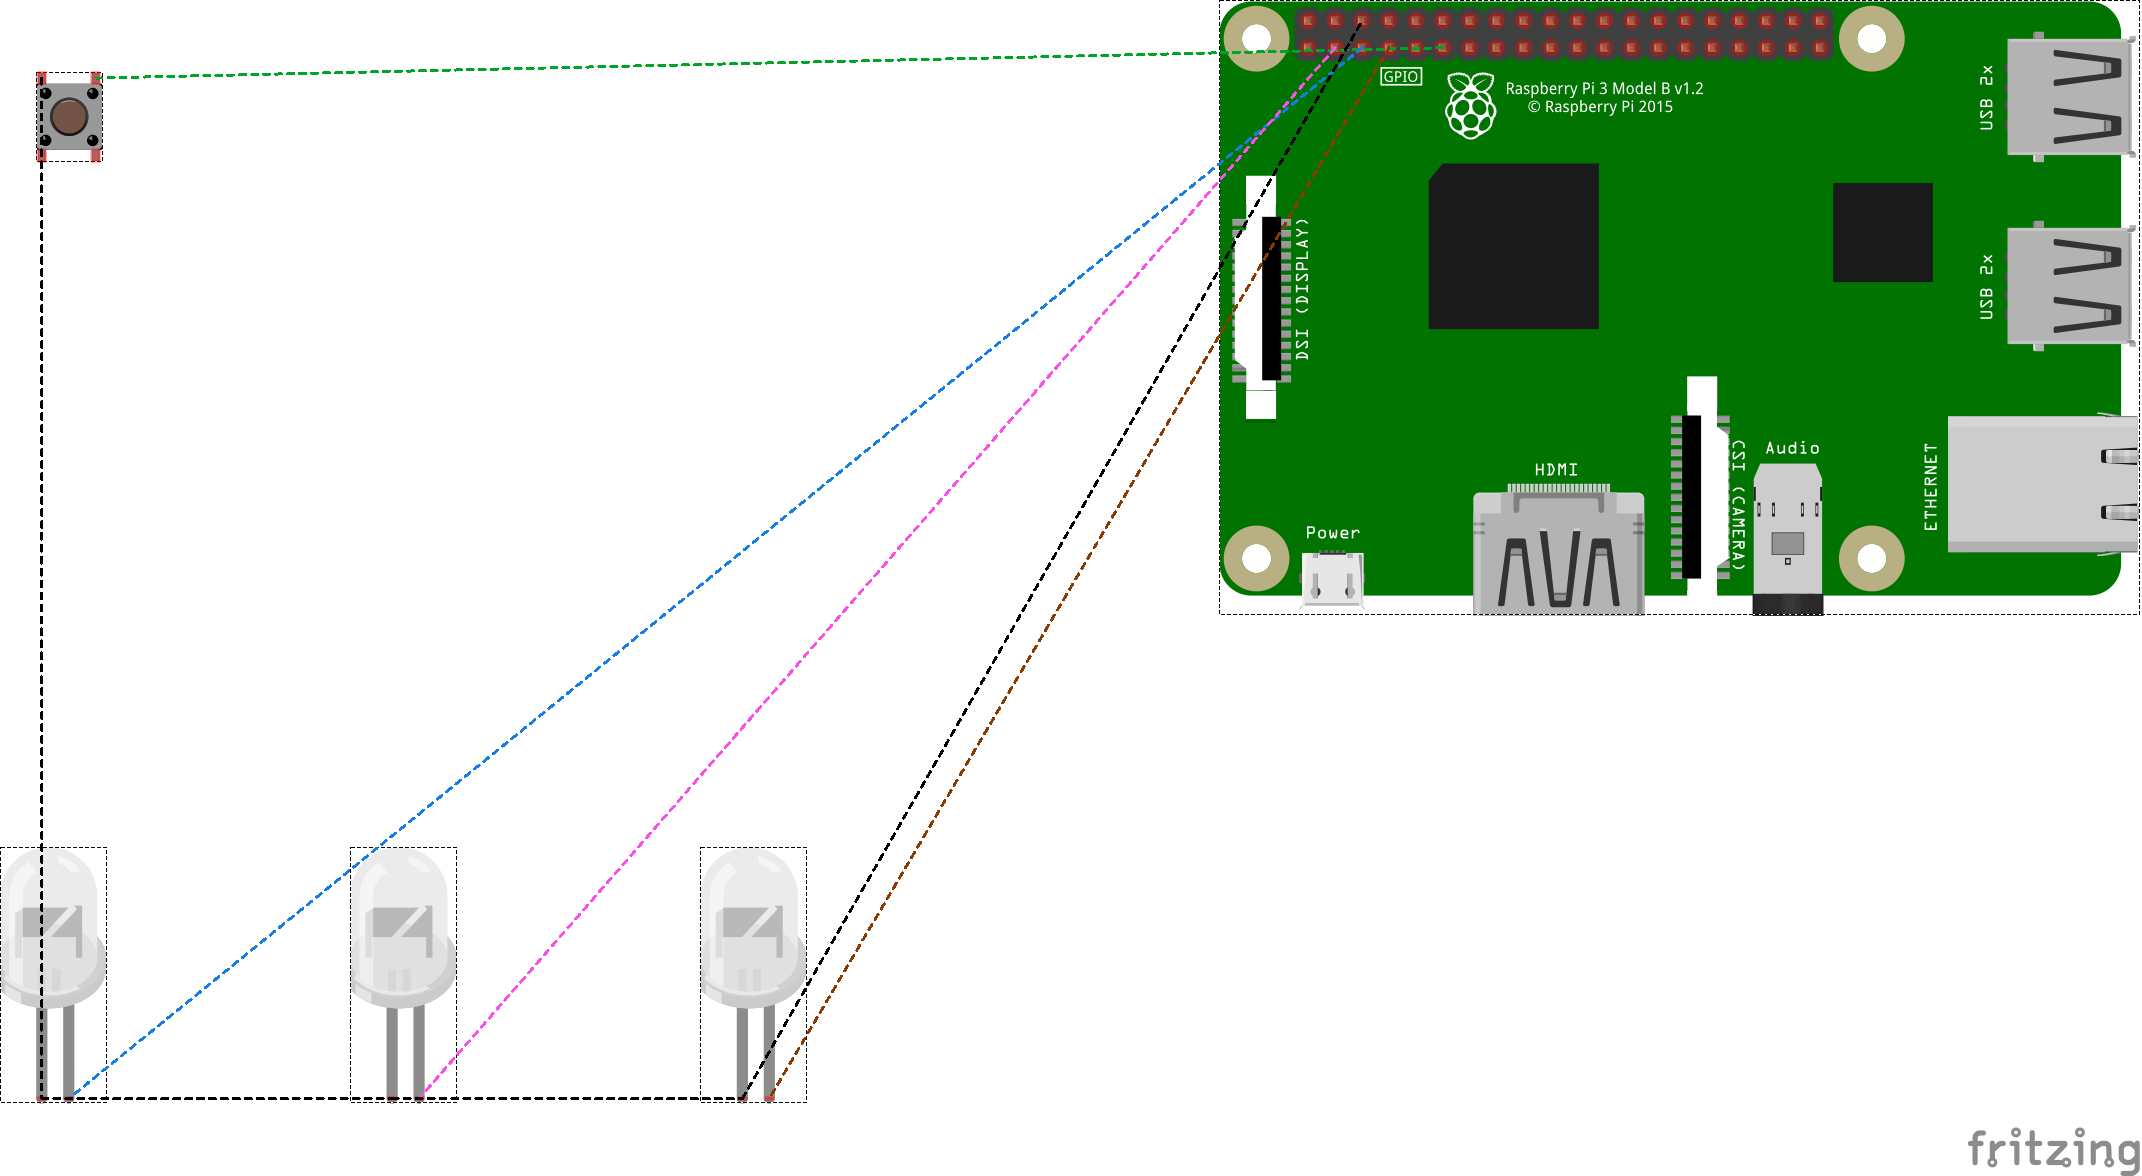 GPIO
Raspberry Pi 3 Model B v1.2
© Raspberry Pi 2015
USB 2x
DSI (DISPLAY)
USB 2x
Audio
HDMI
CSI (CAMERA)
ETHERNET
Power
fritzing